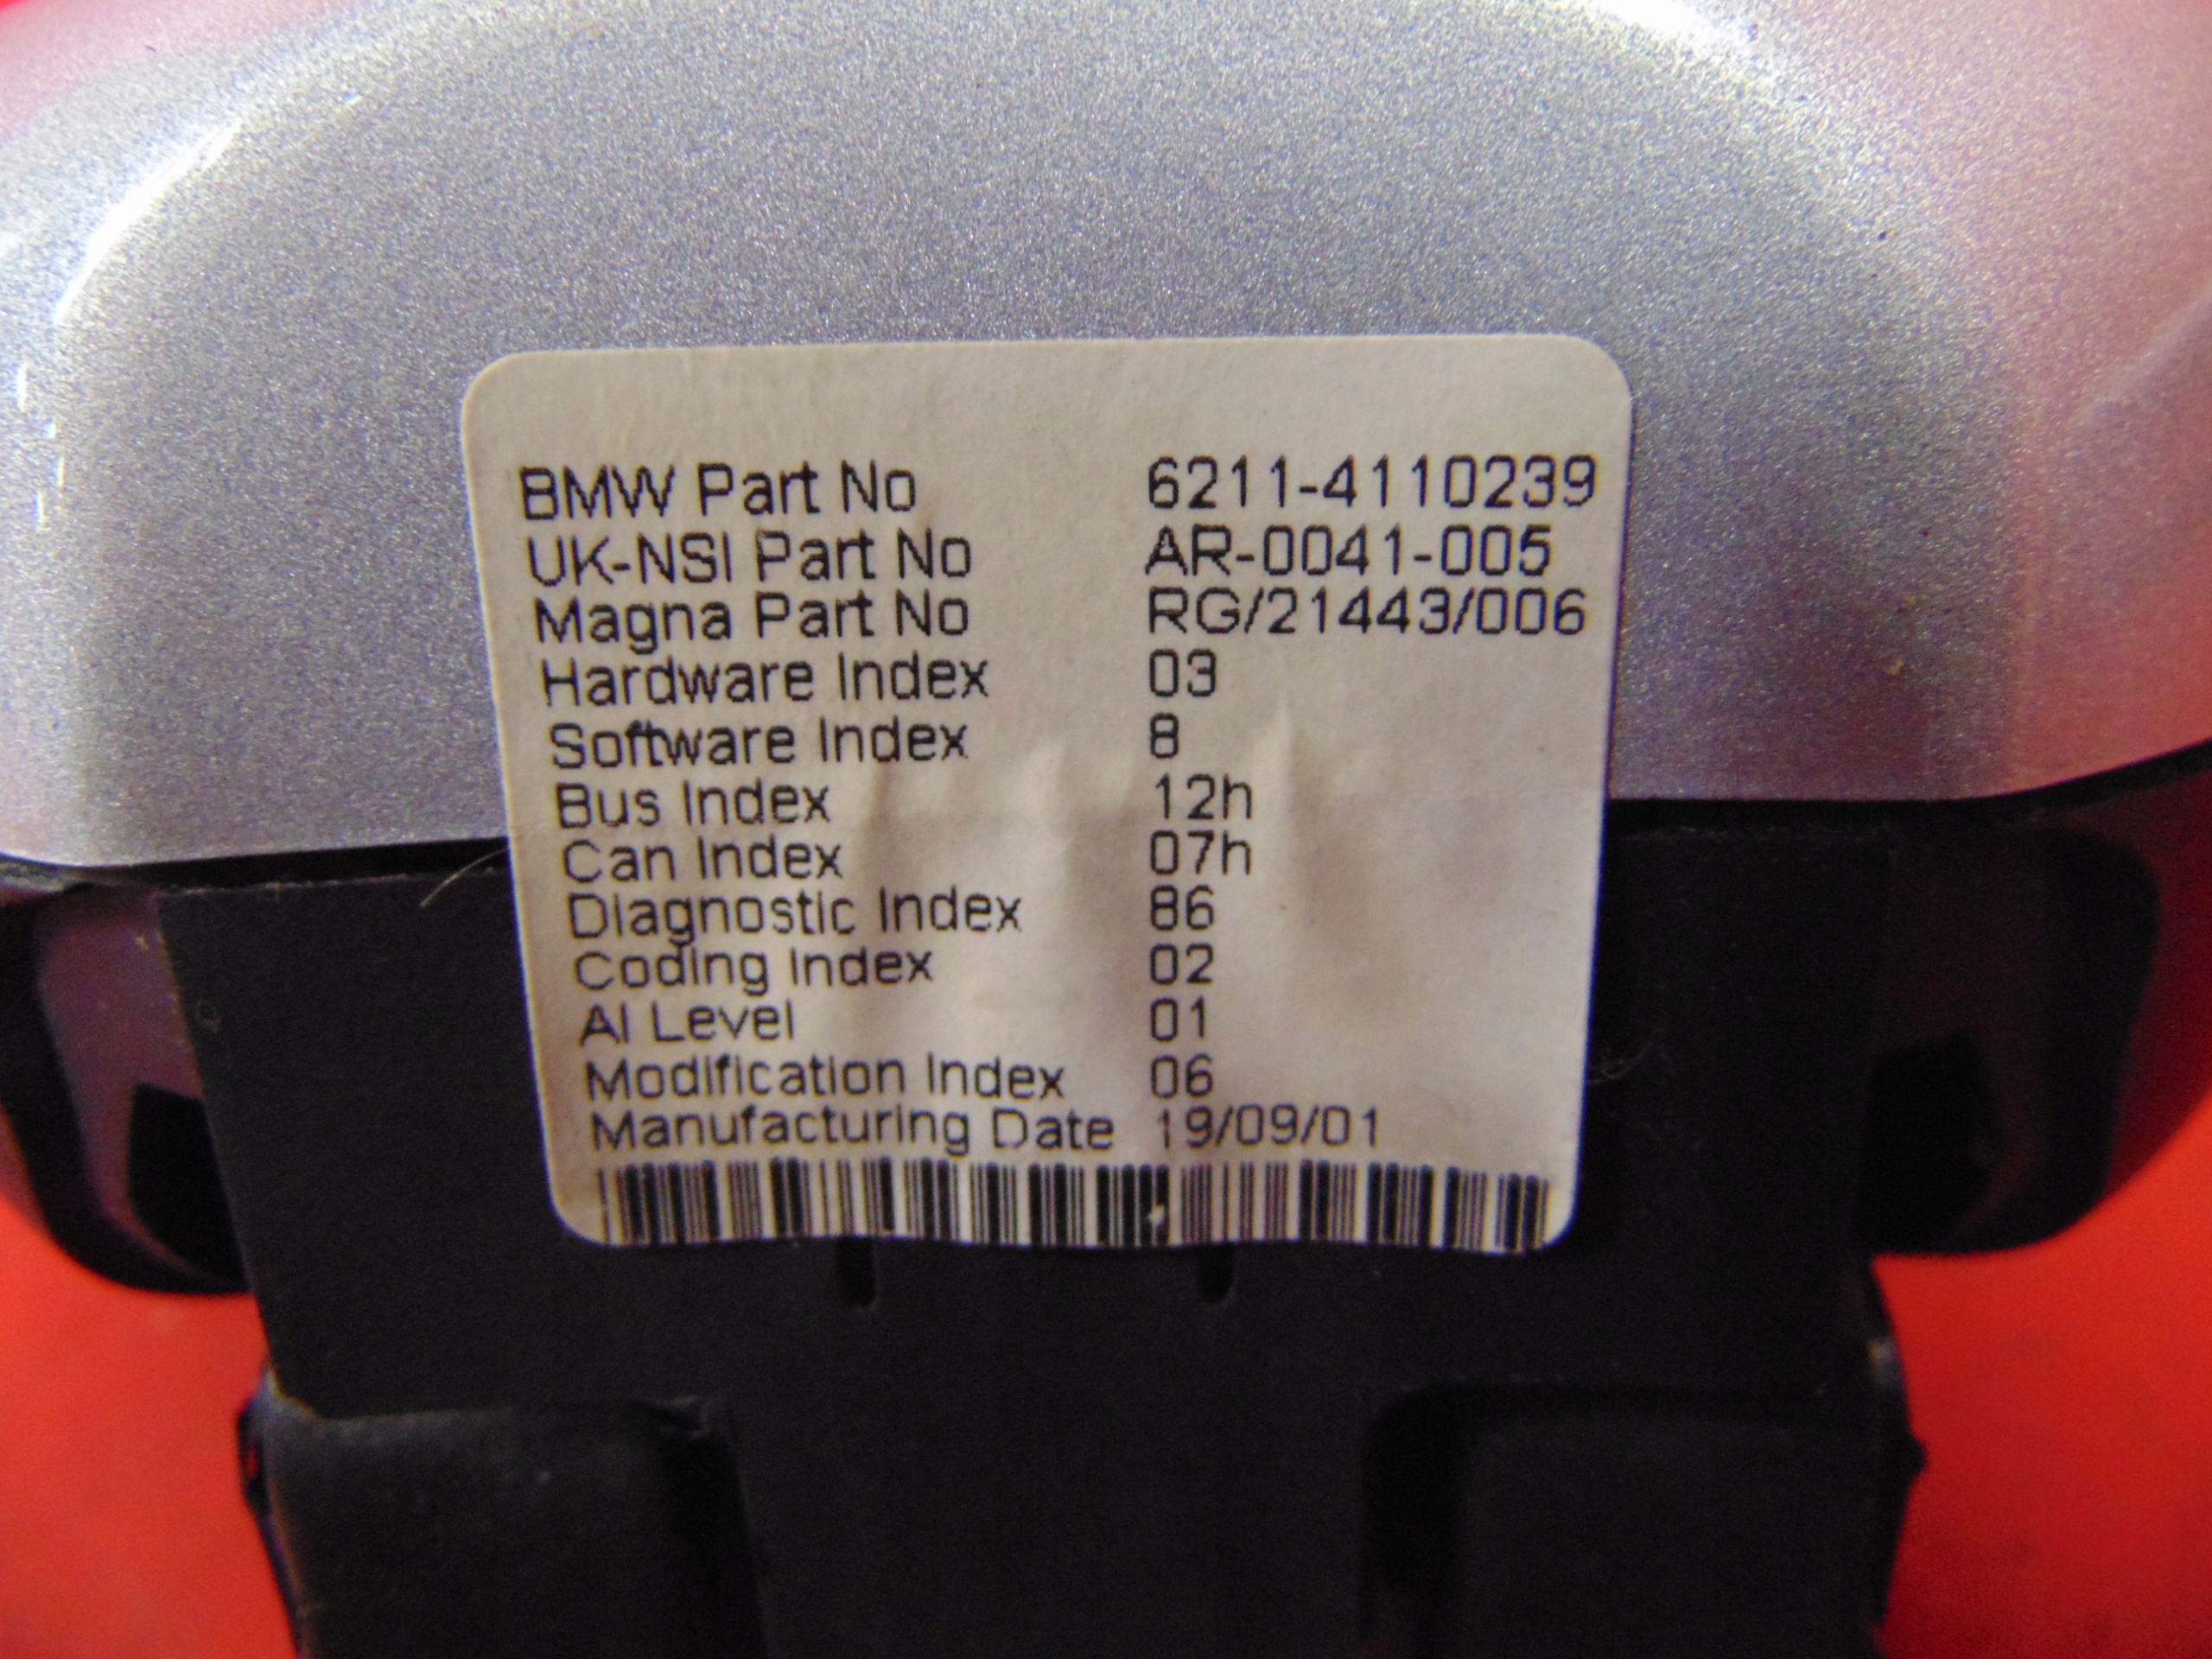 BMW Part No 6211-4110239
UK-NSI Part No AR-0041-005
Magna Part No RG/21443/006
Hardware Index 03
Software Index 8
Bus Index 12h
Can Index 07h
Diagnostic Index 86
Coding Index 02
AI Level 01
Modification Index 06
Manufacturing Date 19/09/01